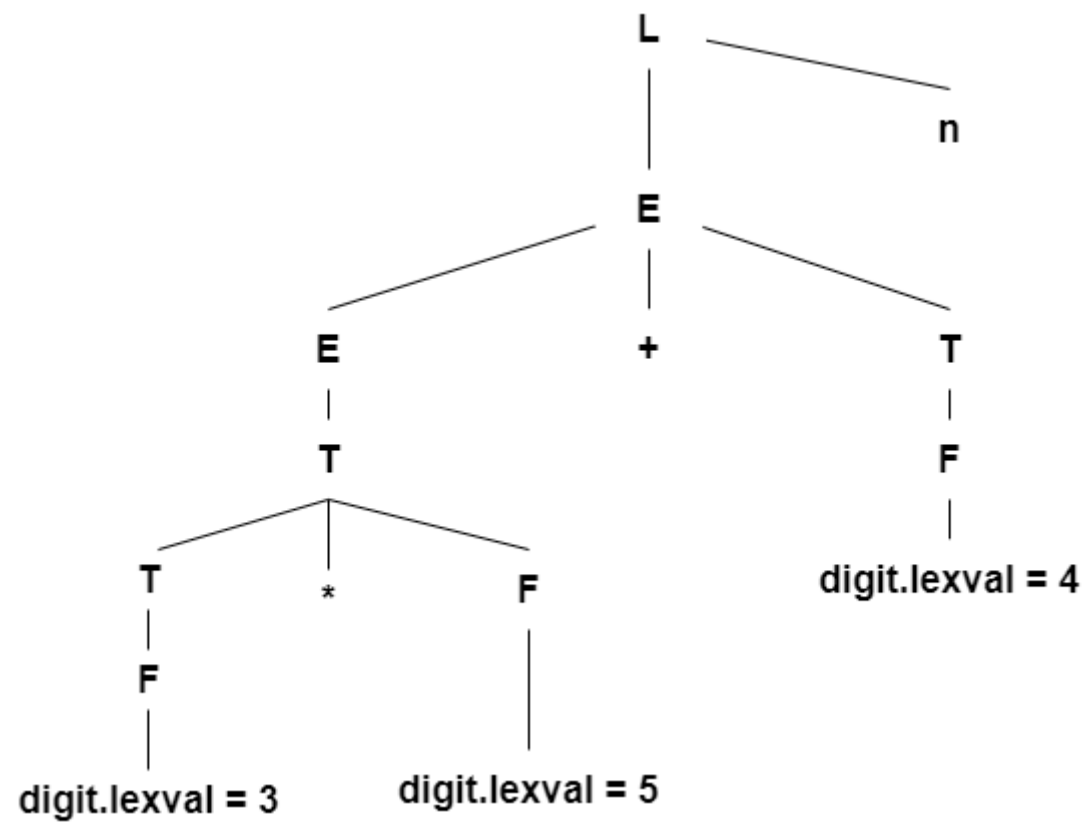 L
n
E
E + T
T F
T * F digit.lexval = 4
F
digit.lexval = 3 digit.lexval = 5